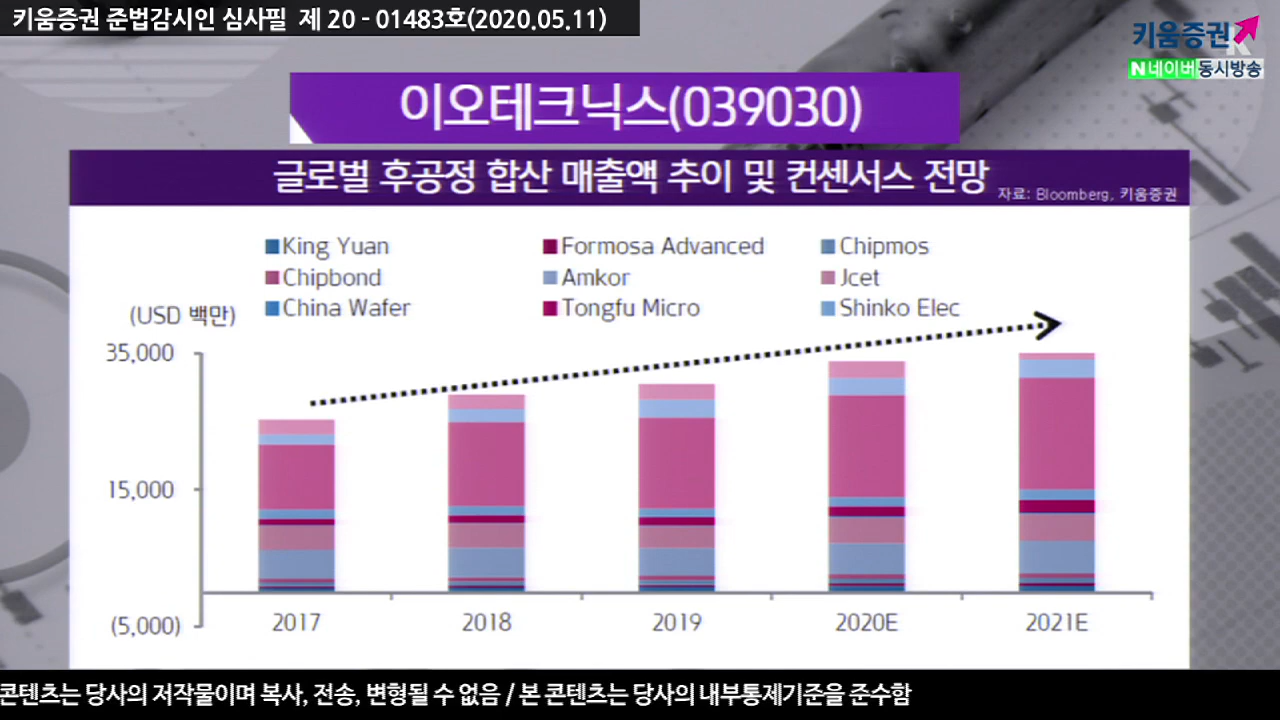 키움증권 준법감시인 심사필 제 20 - 01483호(2020.05.11)
키움증권
N 네이버 동시방송
이오테크닉스(039030)
글로벌 후공정 합산 매출액 추이 및 컨센서스 전망
자료: Bloomberg, 키움증권
King Yuan Formosa Advanced Chipmos
Chipbond Amkor Jcet
China Wafer Tongfu Micro Shinko Elec
(USD 백만)
35,000
15,000
(5,000)
2017 2018 2019 2020E 2021E
콘텐츠는 당사의 저작물이며 복사, 전송, 변형될 수 없음 / 본 콘텐츠는 당사의 내부통제기준을 준수함